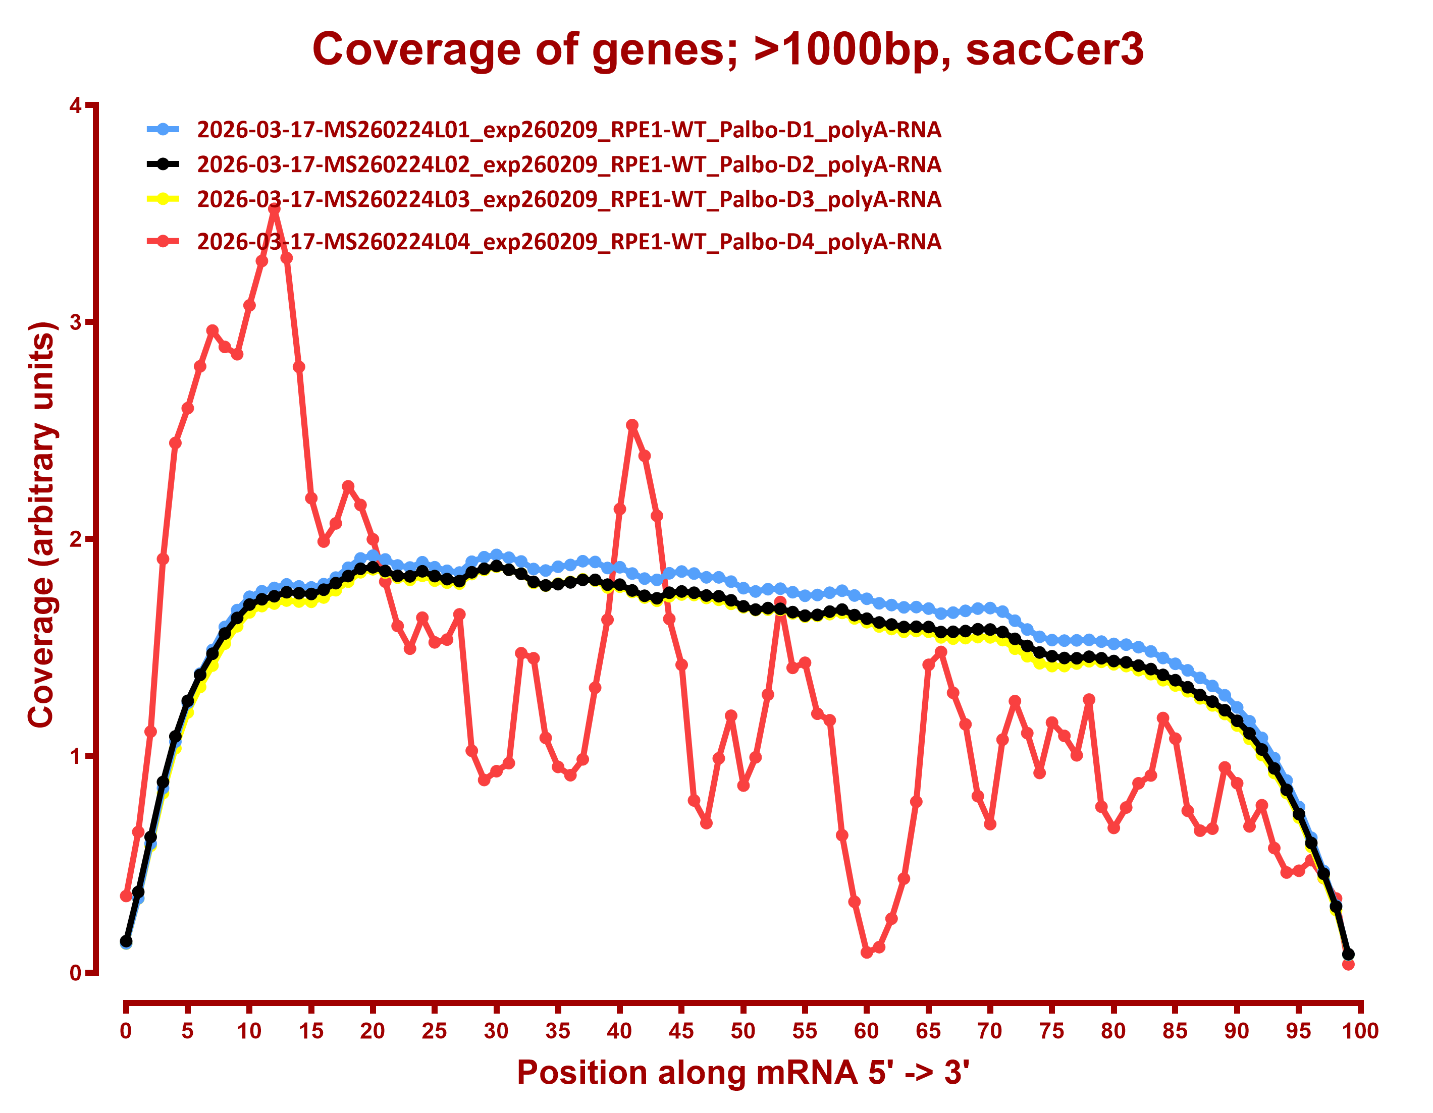 Coverage of genes; >1000bp, sacCer3
4
2026-03-17-MS260224L01_exp260209_RPE1-WT_Palbo-D1_polyA-RNA
2026-03-17-MS260224L02_exp260209_RPE1-WT_Palbo-D2_polyA-RNA
2026-03-17-MS260224L03_exp260209_RPE1-WT_Palbo-D3_polyA-RNA
2026-03-17-MS260224L04_exp260209_RPE1-WT_Palbo-D4_polyA-RNA
3
2
1
0
Coverage (arbitrary units)
0 5 10 15 20 25 30 35 40 45 50 55 60 65 70 75 80 85 90 95 100
Position along mRNA 5' -> 3'